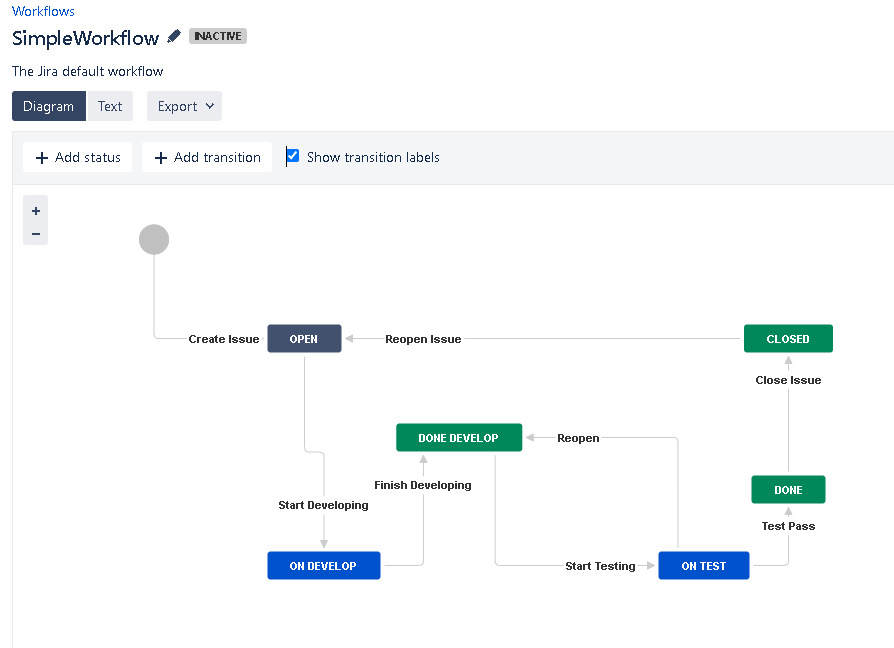 Workflows
SimpleWorkflow INACTIVE
The Jira default workflow
Diagram Text Export
+ Add status + Add transition Show transition labels
+
−
Create Issue OPEN Reopen Issue CLOSED
Close Issue
DONE DEVELOP Reopen
Finish Developing DONE
Start Developing
Test Pass
ON DEVELOP Start Testing ON TEST